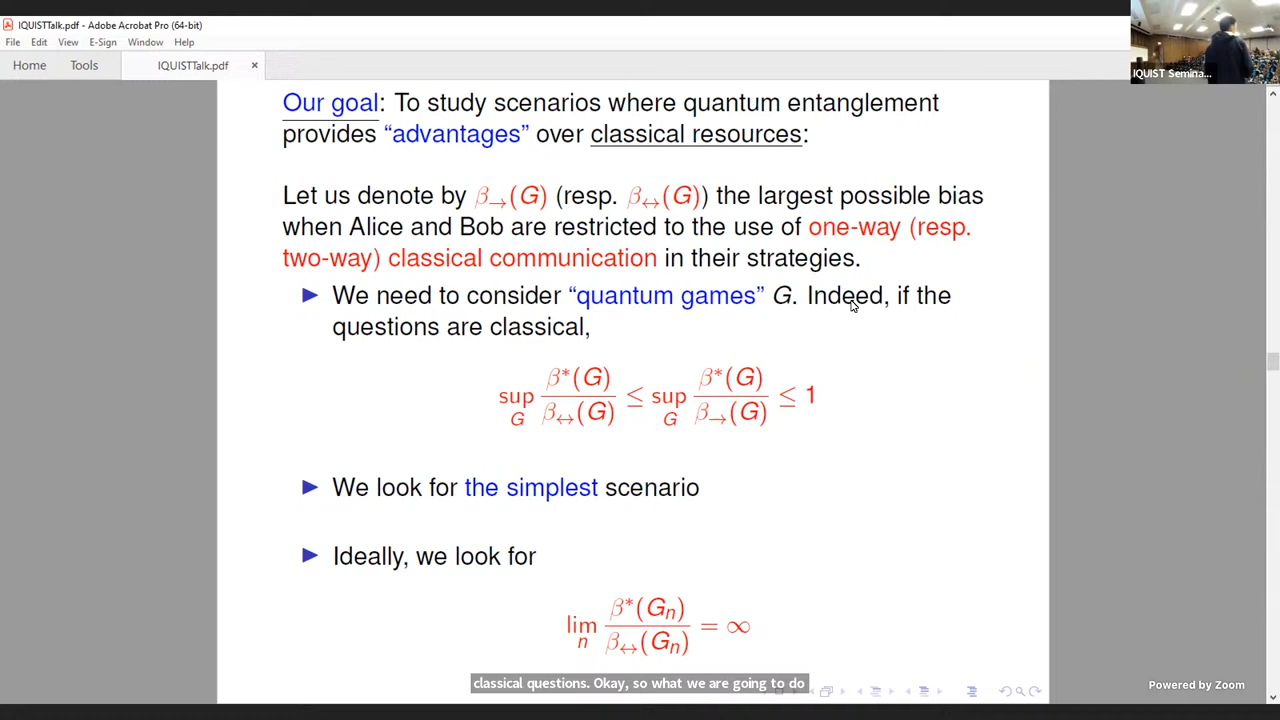 IQUISTTalk.pdf - Adobe Acrobat Pro (64-bit)
File Edit View E-Sign Window Help
Home Tools IQUISTTalk.pdf ×
IQUIST Semina...
Our goal: To study scenarios where quantum entanglement
provides “advantages” over classical resources:
Let us denote by β→(G) (resp. β↔(G)) the largest possible bias
when Alice and Bob are restricted to the use of one-way (resp.
two-way) classical communication in their strategies.
▶ We need to consider “quantum games” G. Indeed, if the
questions are classical,
sup_G β*(G) / β↔(G) ≤ sup_G β*(G) / β→(G) ≤ 1
▶ We look for the simplest scenario
▶ Ideally, we look for
lim_n β*(Gn) / β↔(Gn) = ∞
classical questions. Okay, so what we are going to do
Powered by Zoom